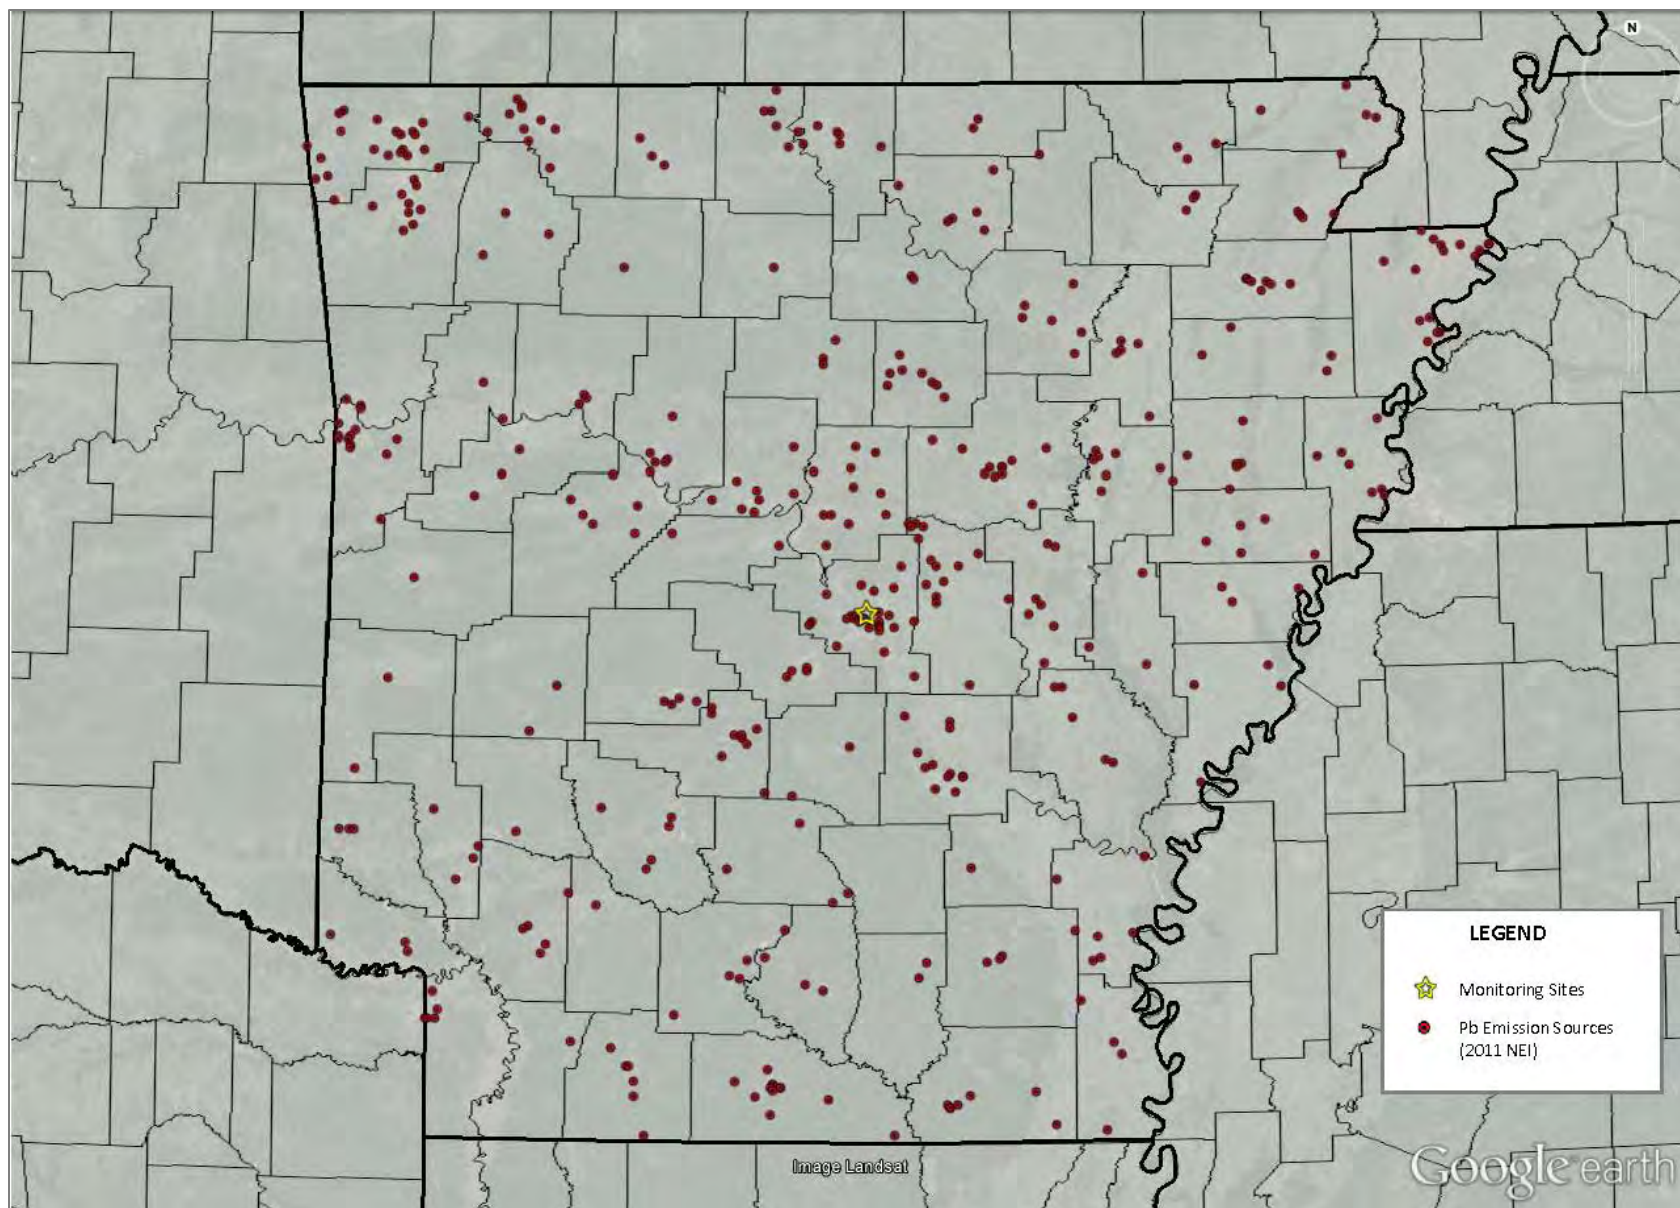 N
LEGEND
Monitoring Sites
Pb Emission Sources
(2011 NEI)
Image Landsat
Google earth